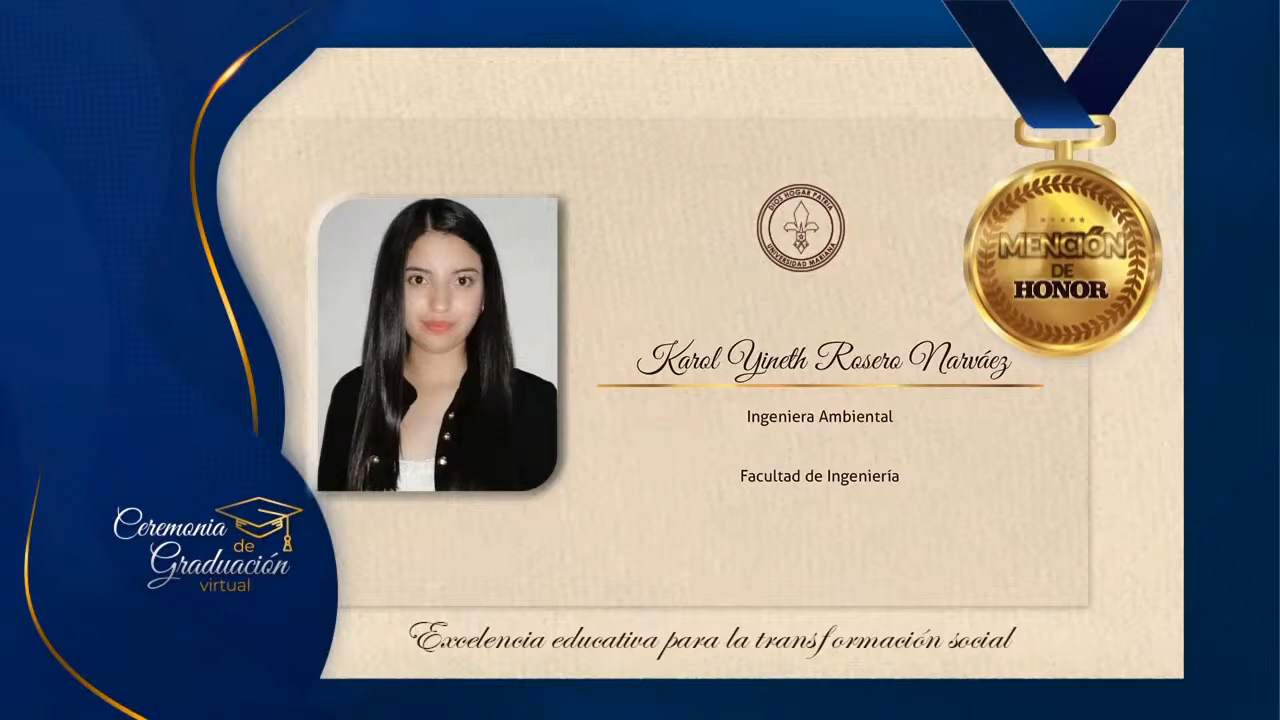 DIOS HOGAR PATRIA
UNIVERSIDAD MARIANA
MENCIÓN
DE
HONOR
Karol Yineth Rosero Narváez
Ingeniera Ambiental
Facultad de Ingeniería
Ceremonia
de
Graduación
virtual
Excelencia educativa para la transformación social